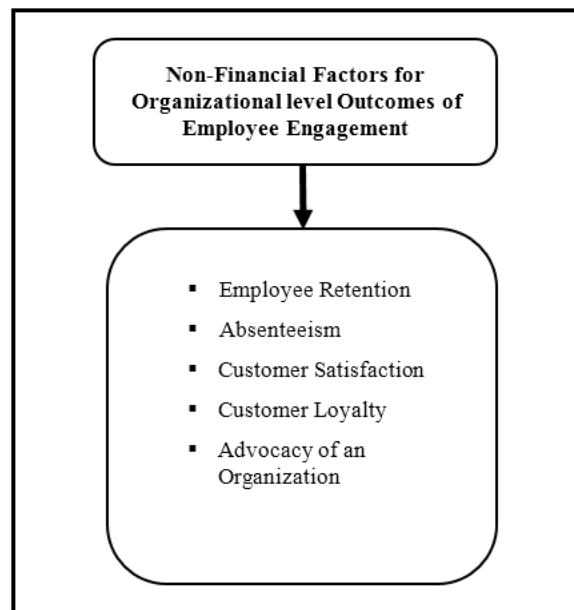 Non-Financial Factors for
Organizational level Outcomes of
Employee Engagement
▪ Employee Retention
▪ Absenteeism
▪ Customer Satisfaction
▪ Customer Loyalty
▪ Advocacy of an
Organization